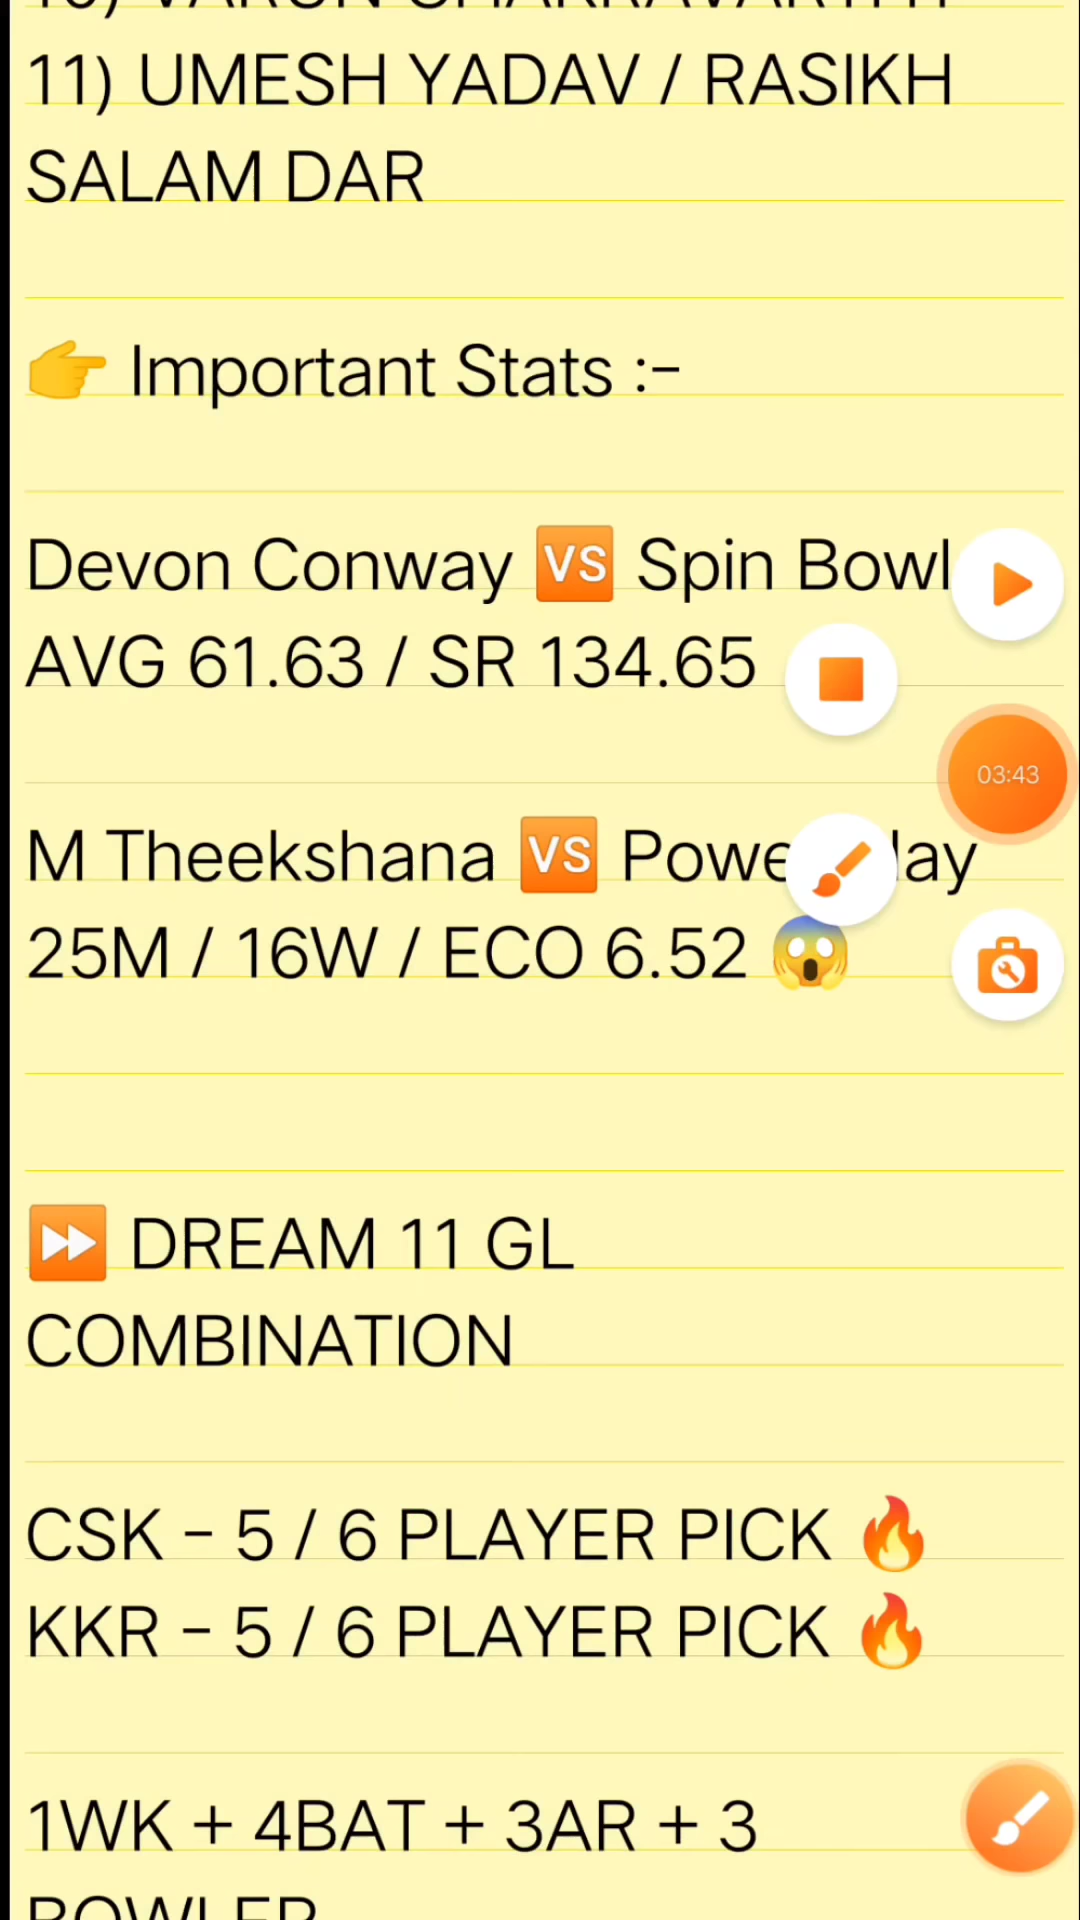 11) UMESH YADAV / RASIKH
SALAM DAR
👉 Important Stats :-
Devon Conway 🆚 Spin Bowl
AVG 61.63 / SR 134.65
03:43
M Theekshana 🆚
25M / 16W / ECO 6.52 😱
⏩ DREAM 11 GL
COMBINATION
CSK - 5 / 6 PLAYER PICK 🔥
KKR - 5 / 6 PLAYER PICK 🔥
1WK + 4BAT + 3AR + 3
BOWLER